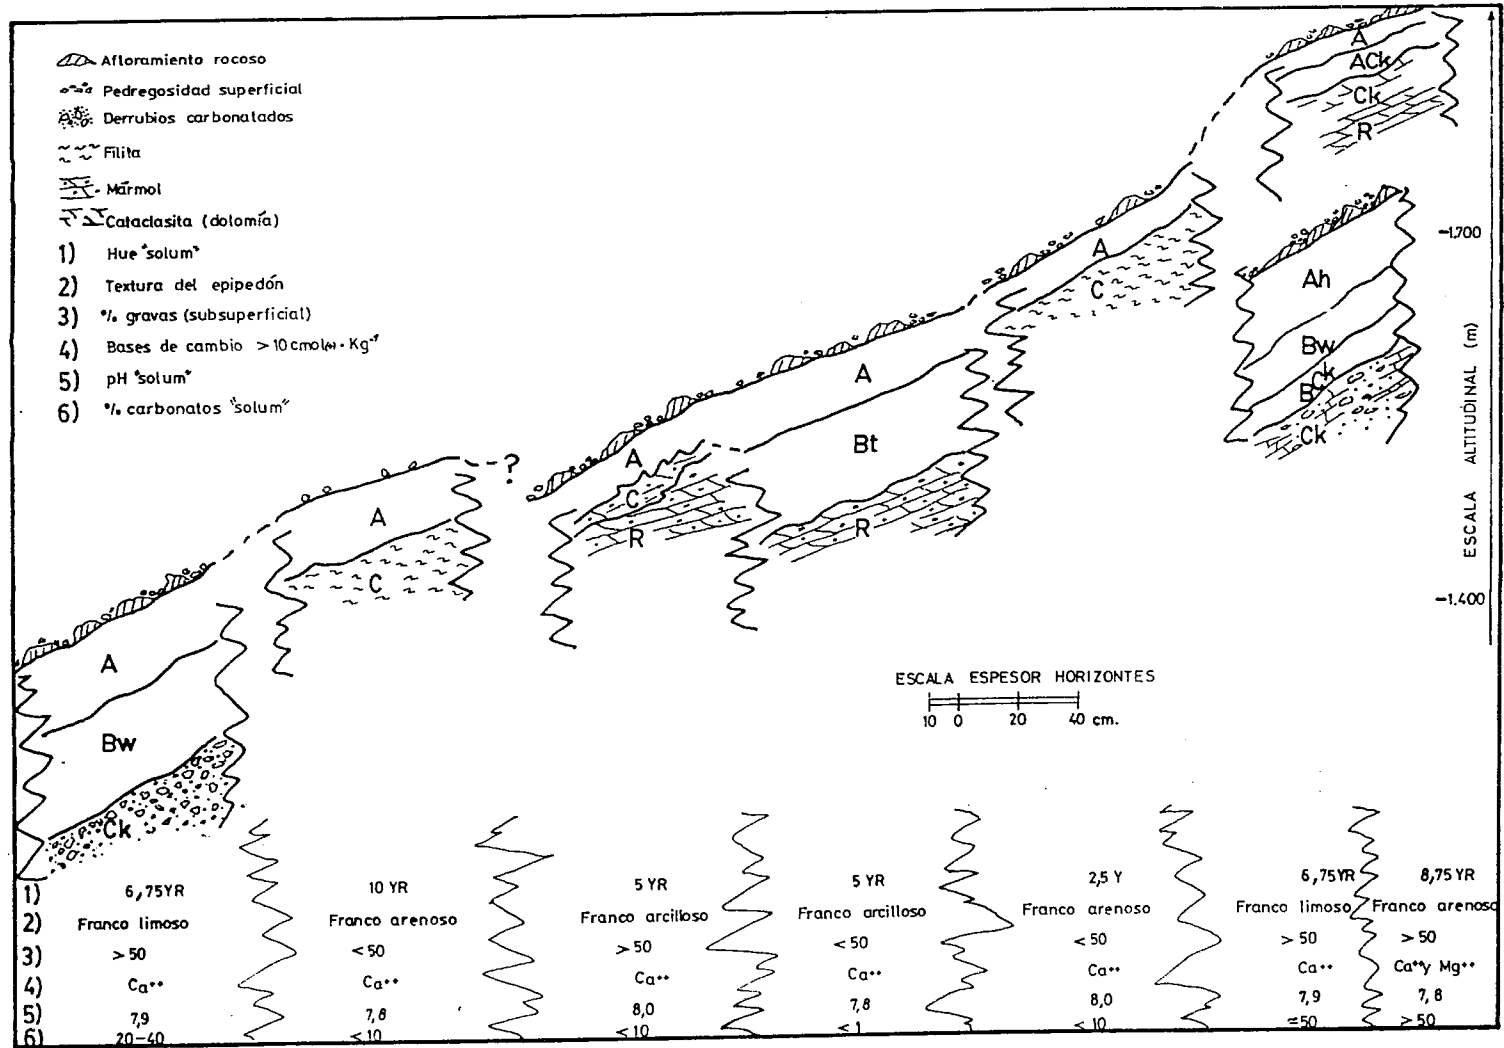 Afloramiento rocoso
Pedregosidad superficial
Derrubios carbonatados
Filita
Mármol
Cataclasita (dolomía)
1) Hue "solum"
2) Textura del epipedón
3) % gravas (subsuperficial)
4) Bases de cambio > 10 cmol(+)·Kg⁻¹
5) pH "solum"
6) % carbonatos "solum"
A
ACk
Ck
R
-1.700
Ah
Bw
BCk
Ck
ESCALA ALTITUDINAL (m)
-1.400
A
C
A
Bt
R
A
C
R
?
A
C
A
Bw
Ck
ESCALA ESPESOR HORIZONTES
10 0 20 40 cm.
1) 6,75YR 10 YR 5 YR 5 YR 2,5 Y 6,75YR 8,75 YR
2) Franco limoso Franco arenoso Franco arcilloso Franco arcilloso Franco arenoso Franco limoso Franco arenoso
3) >50 <50 >50 <50 <50 >50 >50
4) Ca⁺⁺ Ca⁺⁺ Ca⁺⁺ Ca⁺⁺ Ca⁺⁺ Ca⁺⁺ Ca⁺⁺y Mg⁺⁺
5) 7,9 7,8 8,0 7,8 8,0 7,9 7,8
6) 20-40 <10 <10 <1 <10 =50 >50